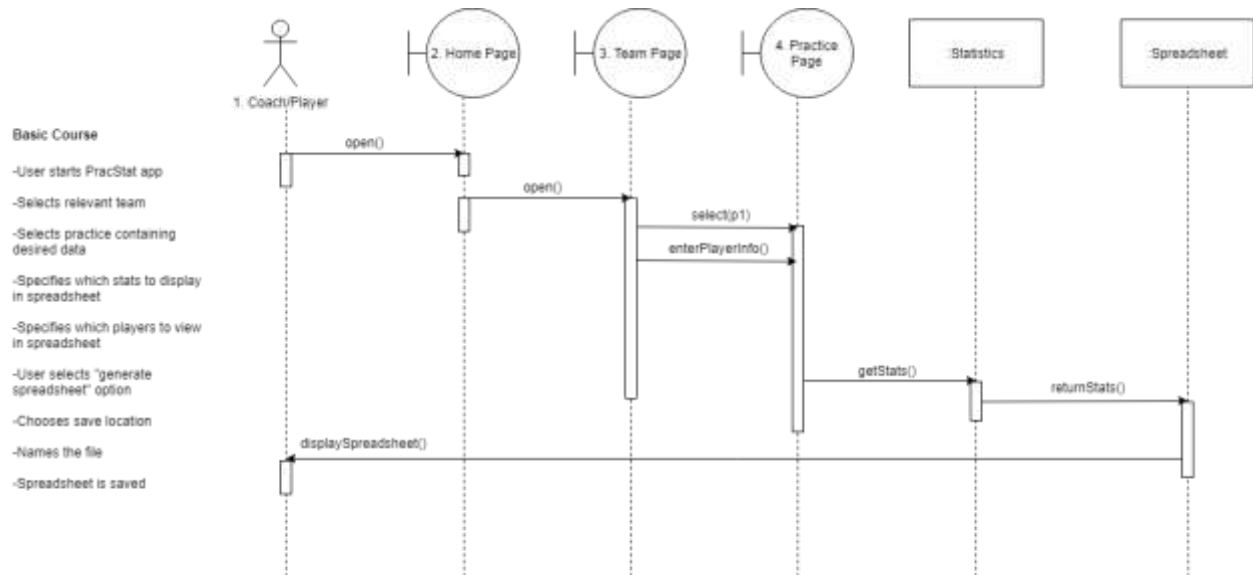 2. Home Page
3. Team Page
4. Practice
Page
Statistics
Spreadsheet
1. Coach/Player
Basic Course
-User starts PracStat app
-Selects relevant team
-Selects practice containing
desired data
-Specifies which stats to display
in spreadsheet
-Specifies which players to view
in spreadsheet
-User selects "generate
spreadsheet" option
-Chooses save location
-Names the file
-Spreadsheet is saved
open()
open()
select(p1)
enterPlayerInfo()
getStats()
returnStats()
displaySpreadsheet()